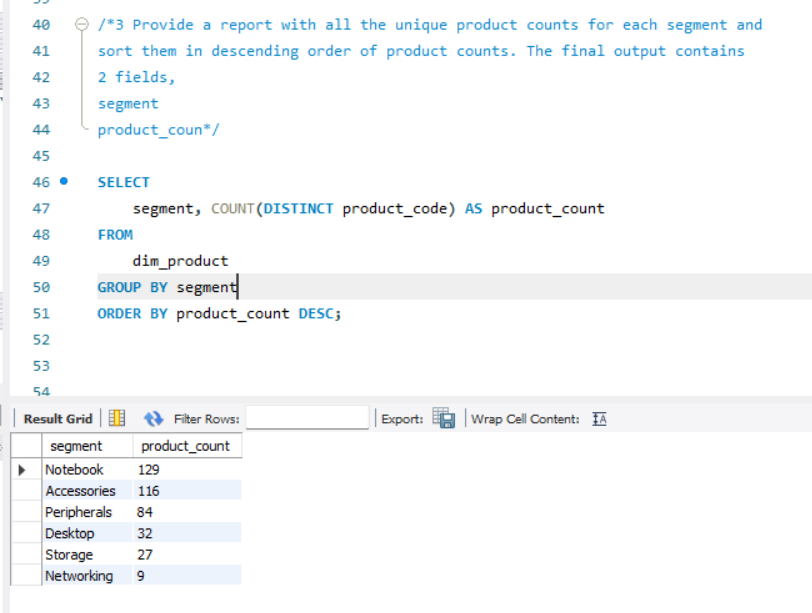 40 /*3 Provide a report with all the unique product counts for each segment and
41 sort them in descending order of product counts. The final output contains
42 2 fields,
43 segment
44 product_coun*/
45
46 SELECT
47 segment, COUNT(DISTINCT product_code) AS product_count
48 FROM
49 dim_product
50 GROUP BY segment
51 ORDER BY product_count DESC;
52
53
54
Result Grid Filter Rows: Export: Wrap Cell Content:
segment product_count
Notebook 129
Accessories 116
Peripherals 84
Desktop 32
Storage 27
Networking 9